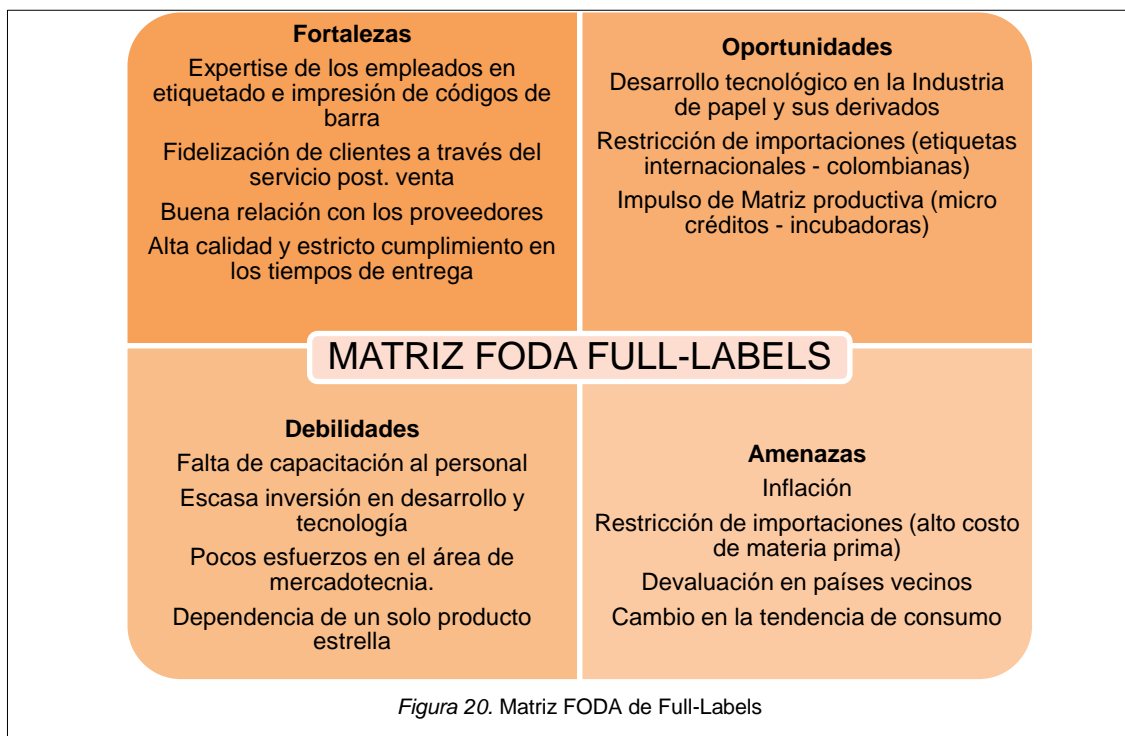 Fortalezas
Expertise de los empleados en
etiquetado e impresión de códigos de
barra
Fidelización de clientes a través del
servicio post. venta
Buena relación con los proveedores
Alta calidad y estricto cumplimiento en
los tiempos de entrega
Oportunidades
Desarrollo tecnológico en la Industria
de papel y sus derivados
Restricción de importaciones (etiquetas
internacionales - colombianas)
Impulso de Matriz productiva (micro
créditos - incubadoras)
MATRIZ FODA FULL-LABELS
Debilidades
Falta de capacitación al personal
Escasa inversión en desarrollo y
tecnología
Pocos esfuerzos en el área de
mercadotecnia.
Dependencia de un solo producto
estrella
Amenazas
Inflación
Restricción de importaciones (alto costo
de materia prima)
Devaluación en países vecinos
Cambio en la tendencia de consumo
Figura 20. Matriz FODA de Full-Labels